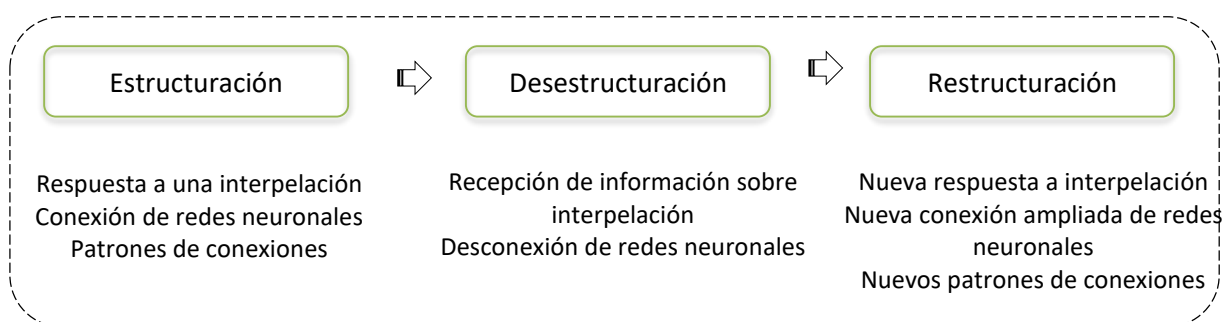 Estructuración
Desestructuración
Restructuración
Respuesta a una interpelación
Conexión de redes neuronales
Patrones de conexiones
Recepción de información sobre
interpelación
Desconexión de redes neuronales
Nueva respuesta a interpelación
Nueva conexión ampliada de redes
neuronales
Nuevos patrones de conexiones